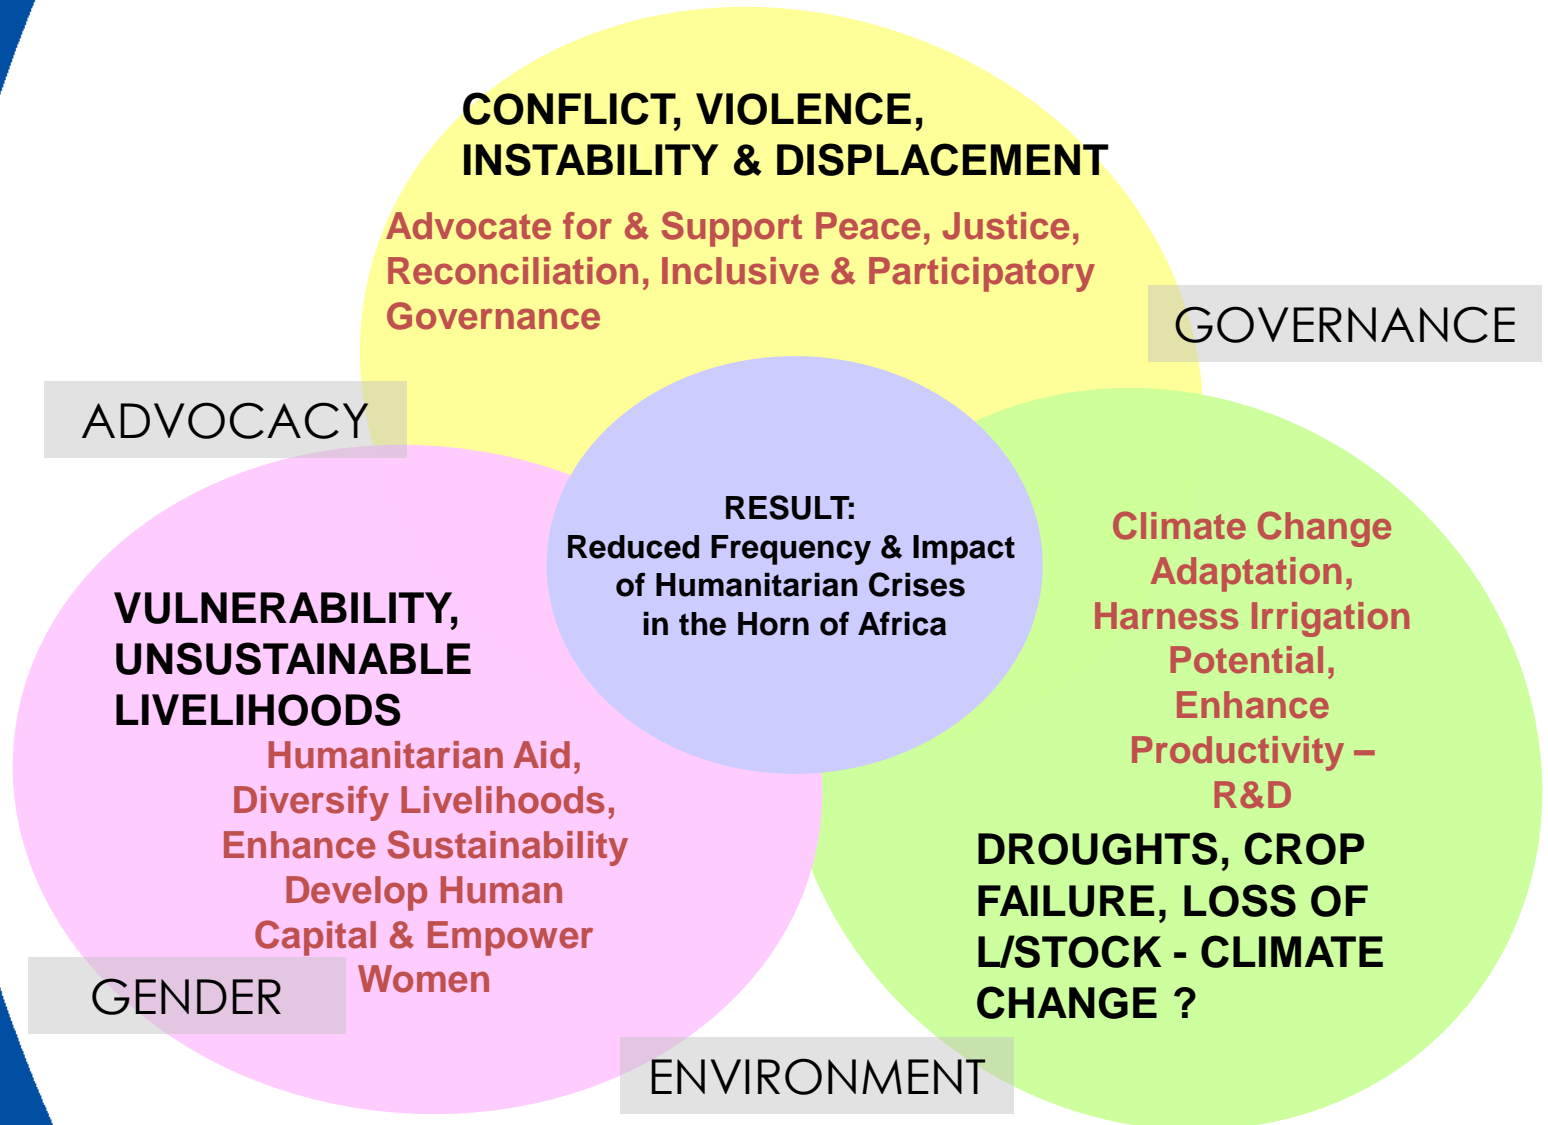 CONFLICT, VIOLENCE,
INSTABILITY & DISPLACEMENT
Advocate for & Support Peace, Justice,
Reconciliation, Inclusive & Participatory
Governance
GOVERNANCE
ADVOCACY
RESULT:
Reduced Frequency & Impact
of Humanitarian Crises
in the Horn of Africa
VULNERABILITY,
UNSUSTAINABLE
LIVELIHOODS
Humanitarian Aid,
Diversify Livelihoods,
Enhance Sustainability
Develop Human
Capital & Empower
Women
GENDER
Climate Change
Adaptation,
Harness Irrigation
Potential,
Enhance
Productivity –
R&D
DROUGHTS, CROP
FAILURE, LOSS OF
L/STOCK - CLIMATE
CHANGE ?
ENVIRONMENT